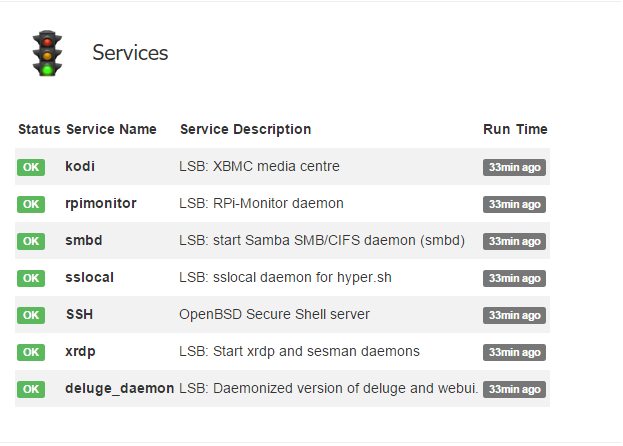 Services
Status Service Name Service Description Run Time
OK kodi LSB: XBMC media centre 33min ago
OK rpimonitor LSB: RPi-Monitor daemon 33min ago
OK smbd LSB: start Samba SMB/CIFS daemon (smbd) 33min ago
OK sslocal LSB: sslocal daemon for hyper.sh 33min ago
OK SSH OpenBSD Secure Shell server 33min ago
OK xrdp LSB: Start xrdp and sesman daemons 33min ago
OK deluge_daemon LSB: Daemonized version of deluge and webui. 33min ago